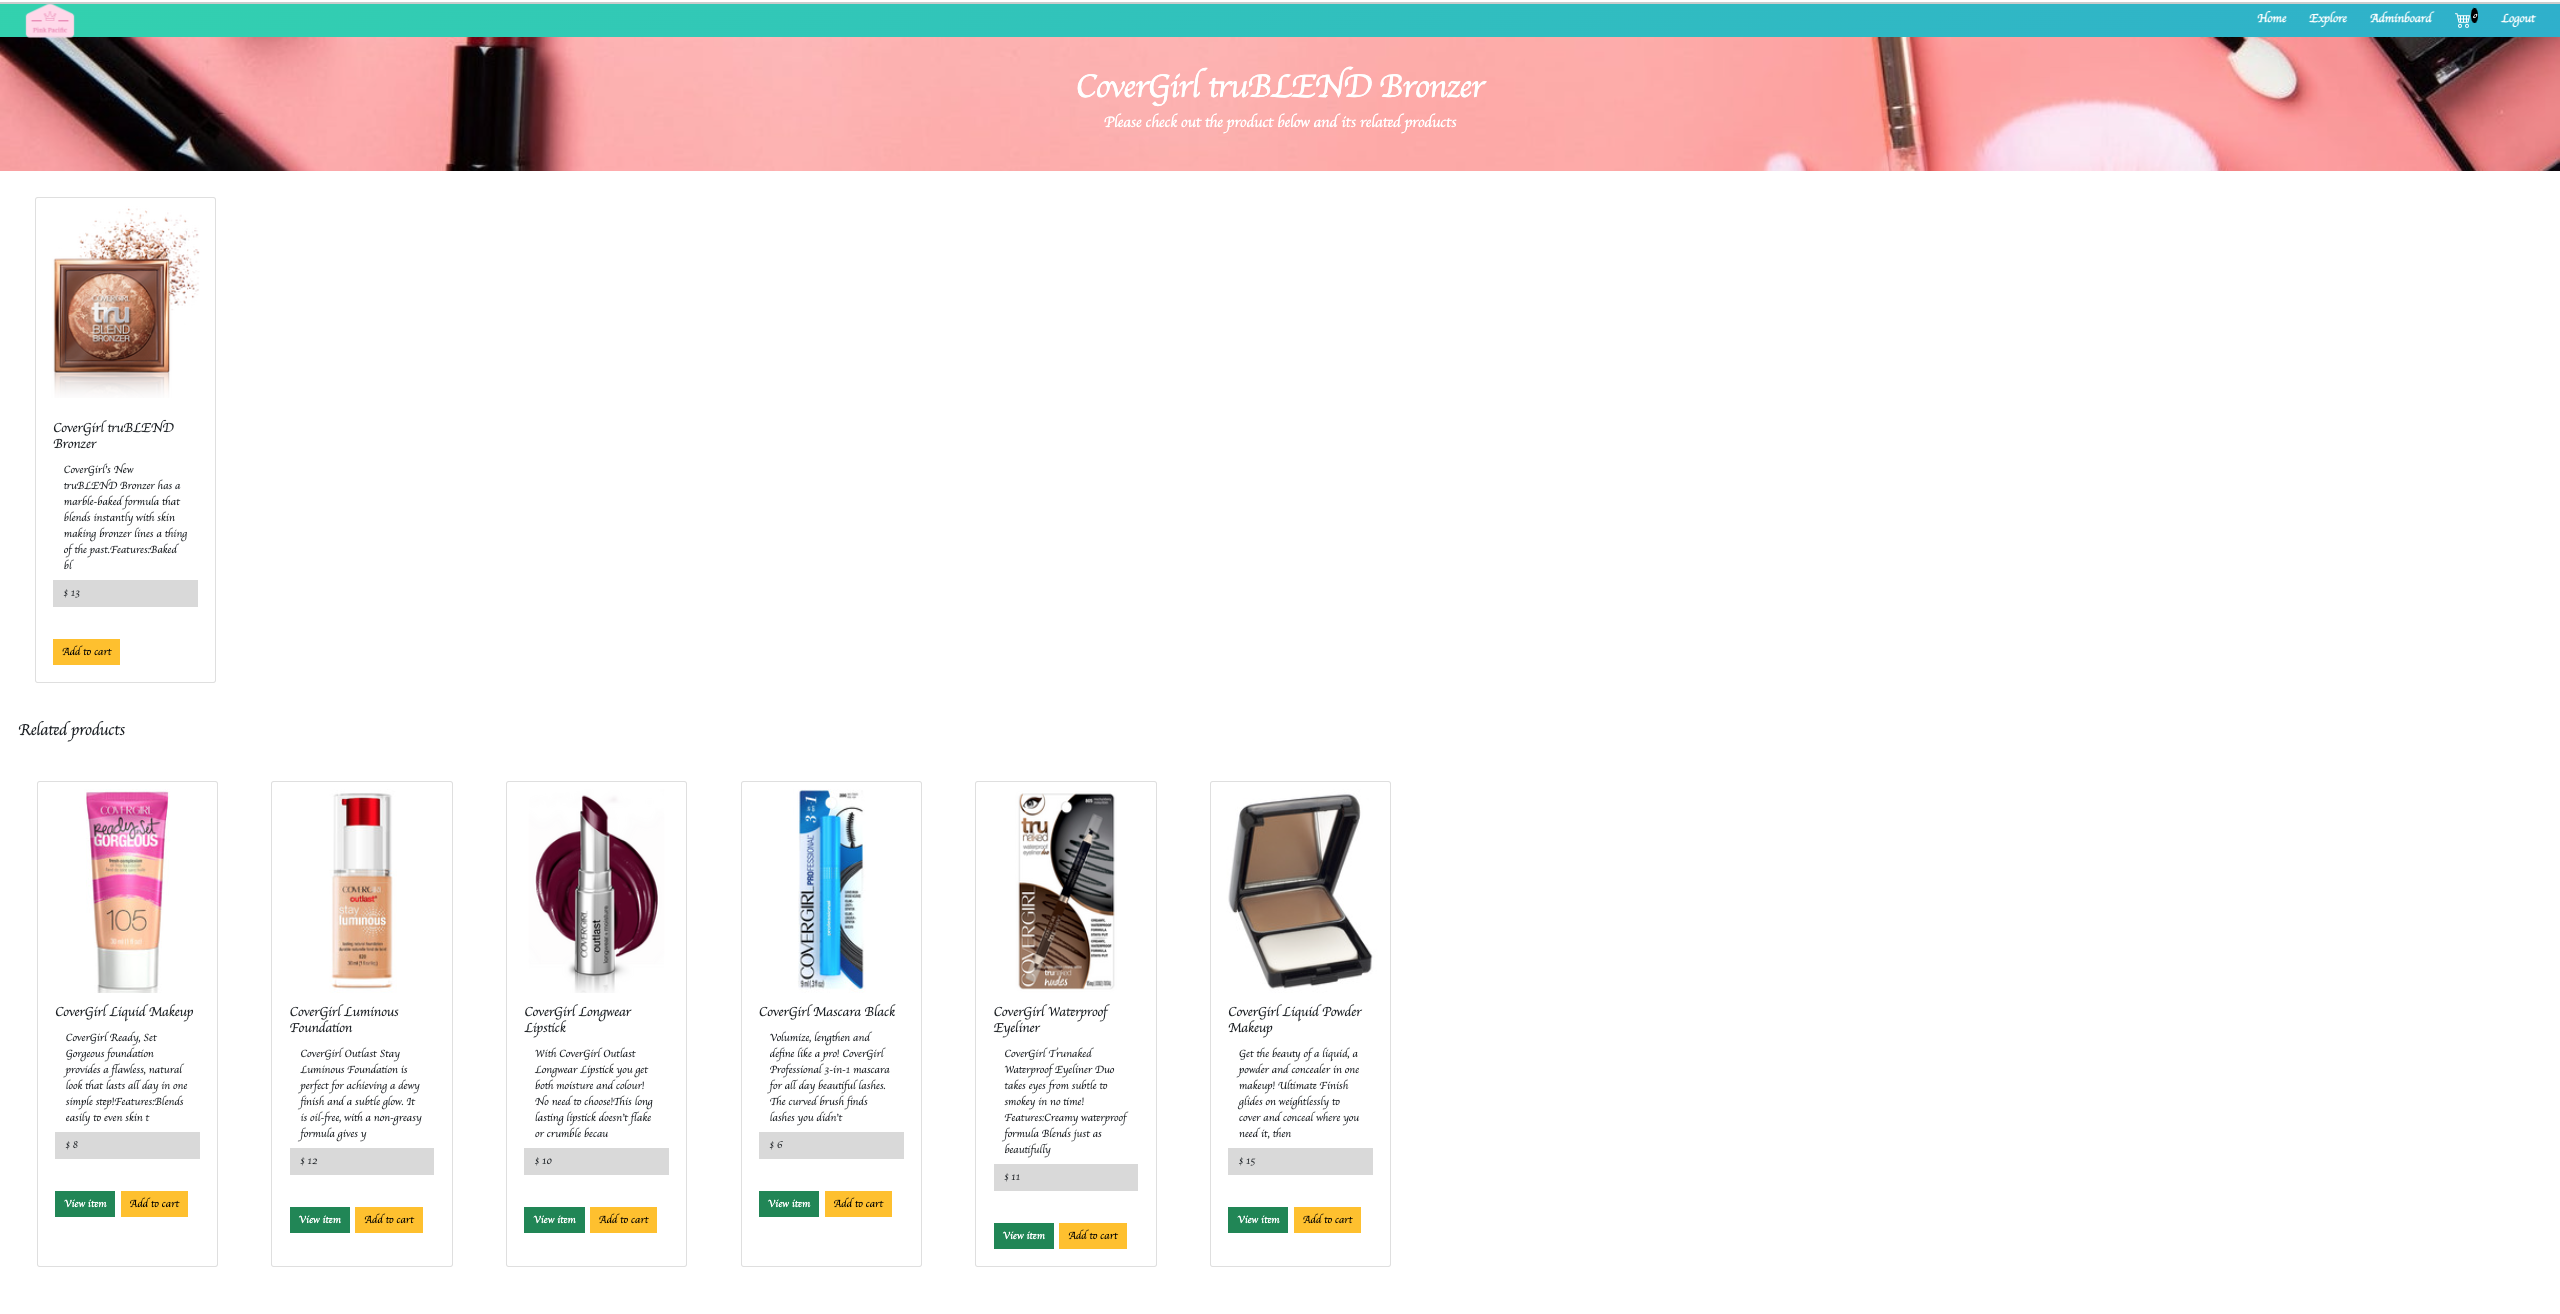 Pink Pacific
Home Explore Adminboard 0 Logout
CoverGirl truBLEND Bronzer
Please check out the product below and its related products
COVERGIRL
tru
BLEND
BRONZER
CoverGirl truBLEND
Bronzer
CoverGirl's New
truBLEND Bronzer has a
marble-baked formula that
blends instantly with skin
making bronzer lines a thing
of the past.Features:Baked
bl
$ 13
Add to cart
Related products
COVERGIRL
ready Set
GORGEOUS
105
CoverGirl Liquid Makeup
CoverGirl Ready, Set
Gorgeous foundation
provides a flawless, natural
look that lasts all day in one
simple step!Features:Blends
easily to even skin t
$ 8
View item Add to cart
outlast
stay
luminous
CoverGirl Luminous
Foundation
CoverGirl Outlast Stay
Luminous Foundation is
perfect for achieving a dewy
finish and a subtle glow. It
is oil-free, with a non-greasy
formula gives y
$ 12
View item Add to cart
COVERGIRL
outlast
CoverGirl Longwear
Lipstick
With CoverGirl Outlast
Longwear Lipstick you get
both moisture and colour!
No need to choose!This long
lasting lipstick doesn't flake
or crumble becau
$ 10
View item Add to cart
3 in 1
COVERGIRL PROFESSIONAL
CoverGirl Mascara Black
Volumize, lengthen and
define like a pro! CoverGirl
Professional 3-in-1 mascara
for all day beautiful lashes.
The curved brush finds
lashes you didn't
$ 6
View item Add to cart
tru
naked
waterproof
COVERGIRL
nudes
CoverGirl Waterproof
Eyeliner
CoverGirl Trunaked
Waterproof Eyeliner Duo
takes eyes from subtle to
smokey in no time!
Features:Creamy waterproof
formula Blends just as
beautifully
$ 11
View item Add to cart
CoverGirl Liquid Powder
Makeup
Get the beauty of a liquid, a
powder and concealer in one
makeup! Ultimate Finish
glides on weightlessly to
cover and conceal where you
need it, then
$ 15
View item Add to cart